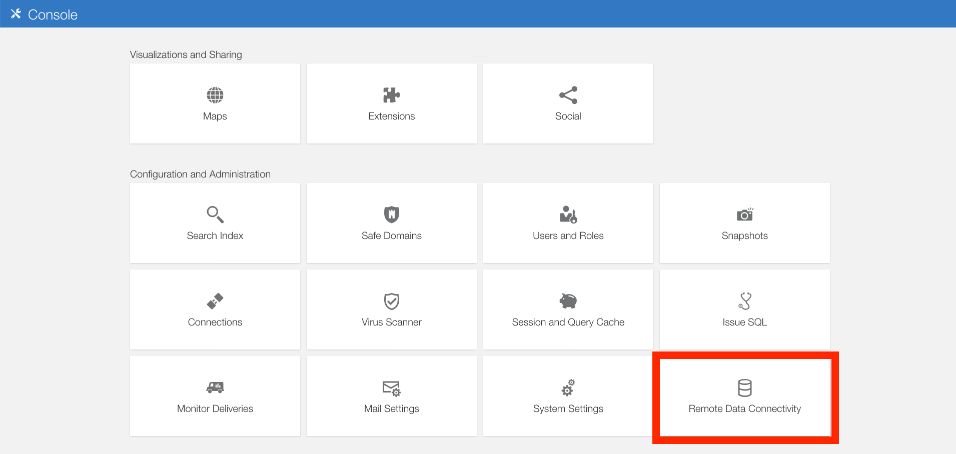 Console
Visualizations and Sharing
Maps
Extensions
Social
Configuration and Administration
Search Index
Safe Domains
Users and Roles
Snapshots
Connections
Virus Scanner
Session and Query Cache
Issue SQL
Monitor Deliveries
Mail Settings
System Settings
Remote Data Connectivity